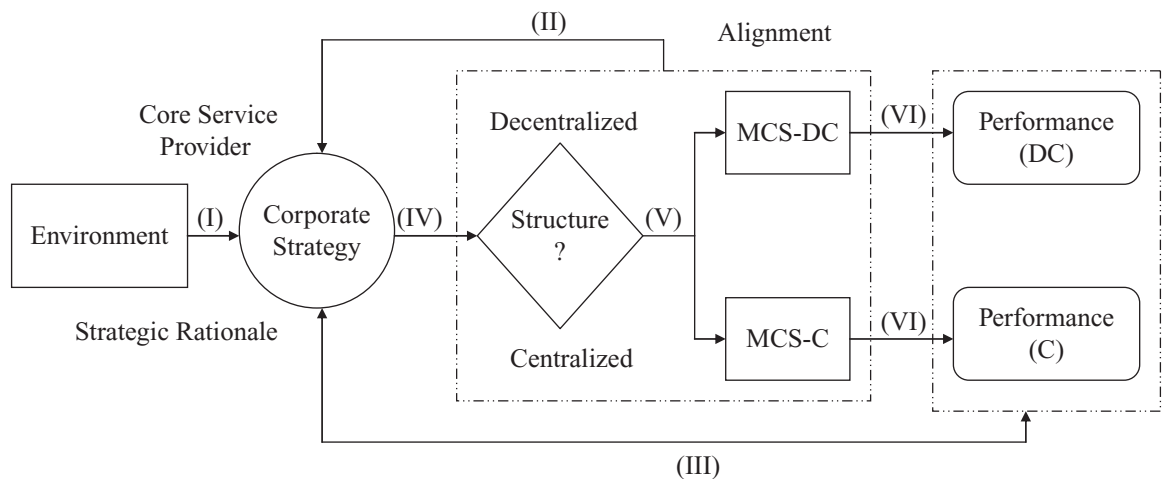 (II)
Alignment
Core Service
Provider
Decentralized
MCS-DC
(VI)
Performance
(DC)
Environment
(I)
Corporate
Strategy
(IV)
Structure
?
(V)
Strategic Rationale
Centralized
MCS-C
(VI)
Performance
(C)
(III)